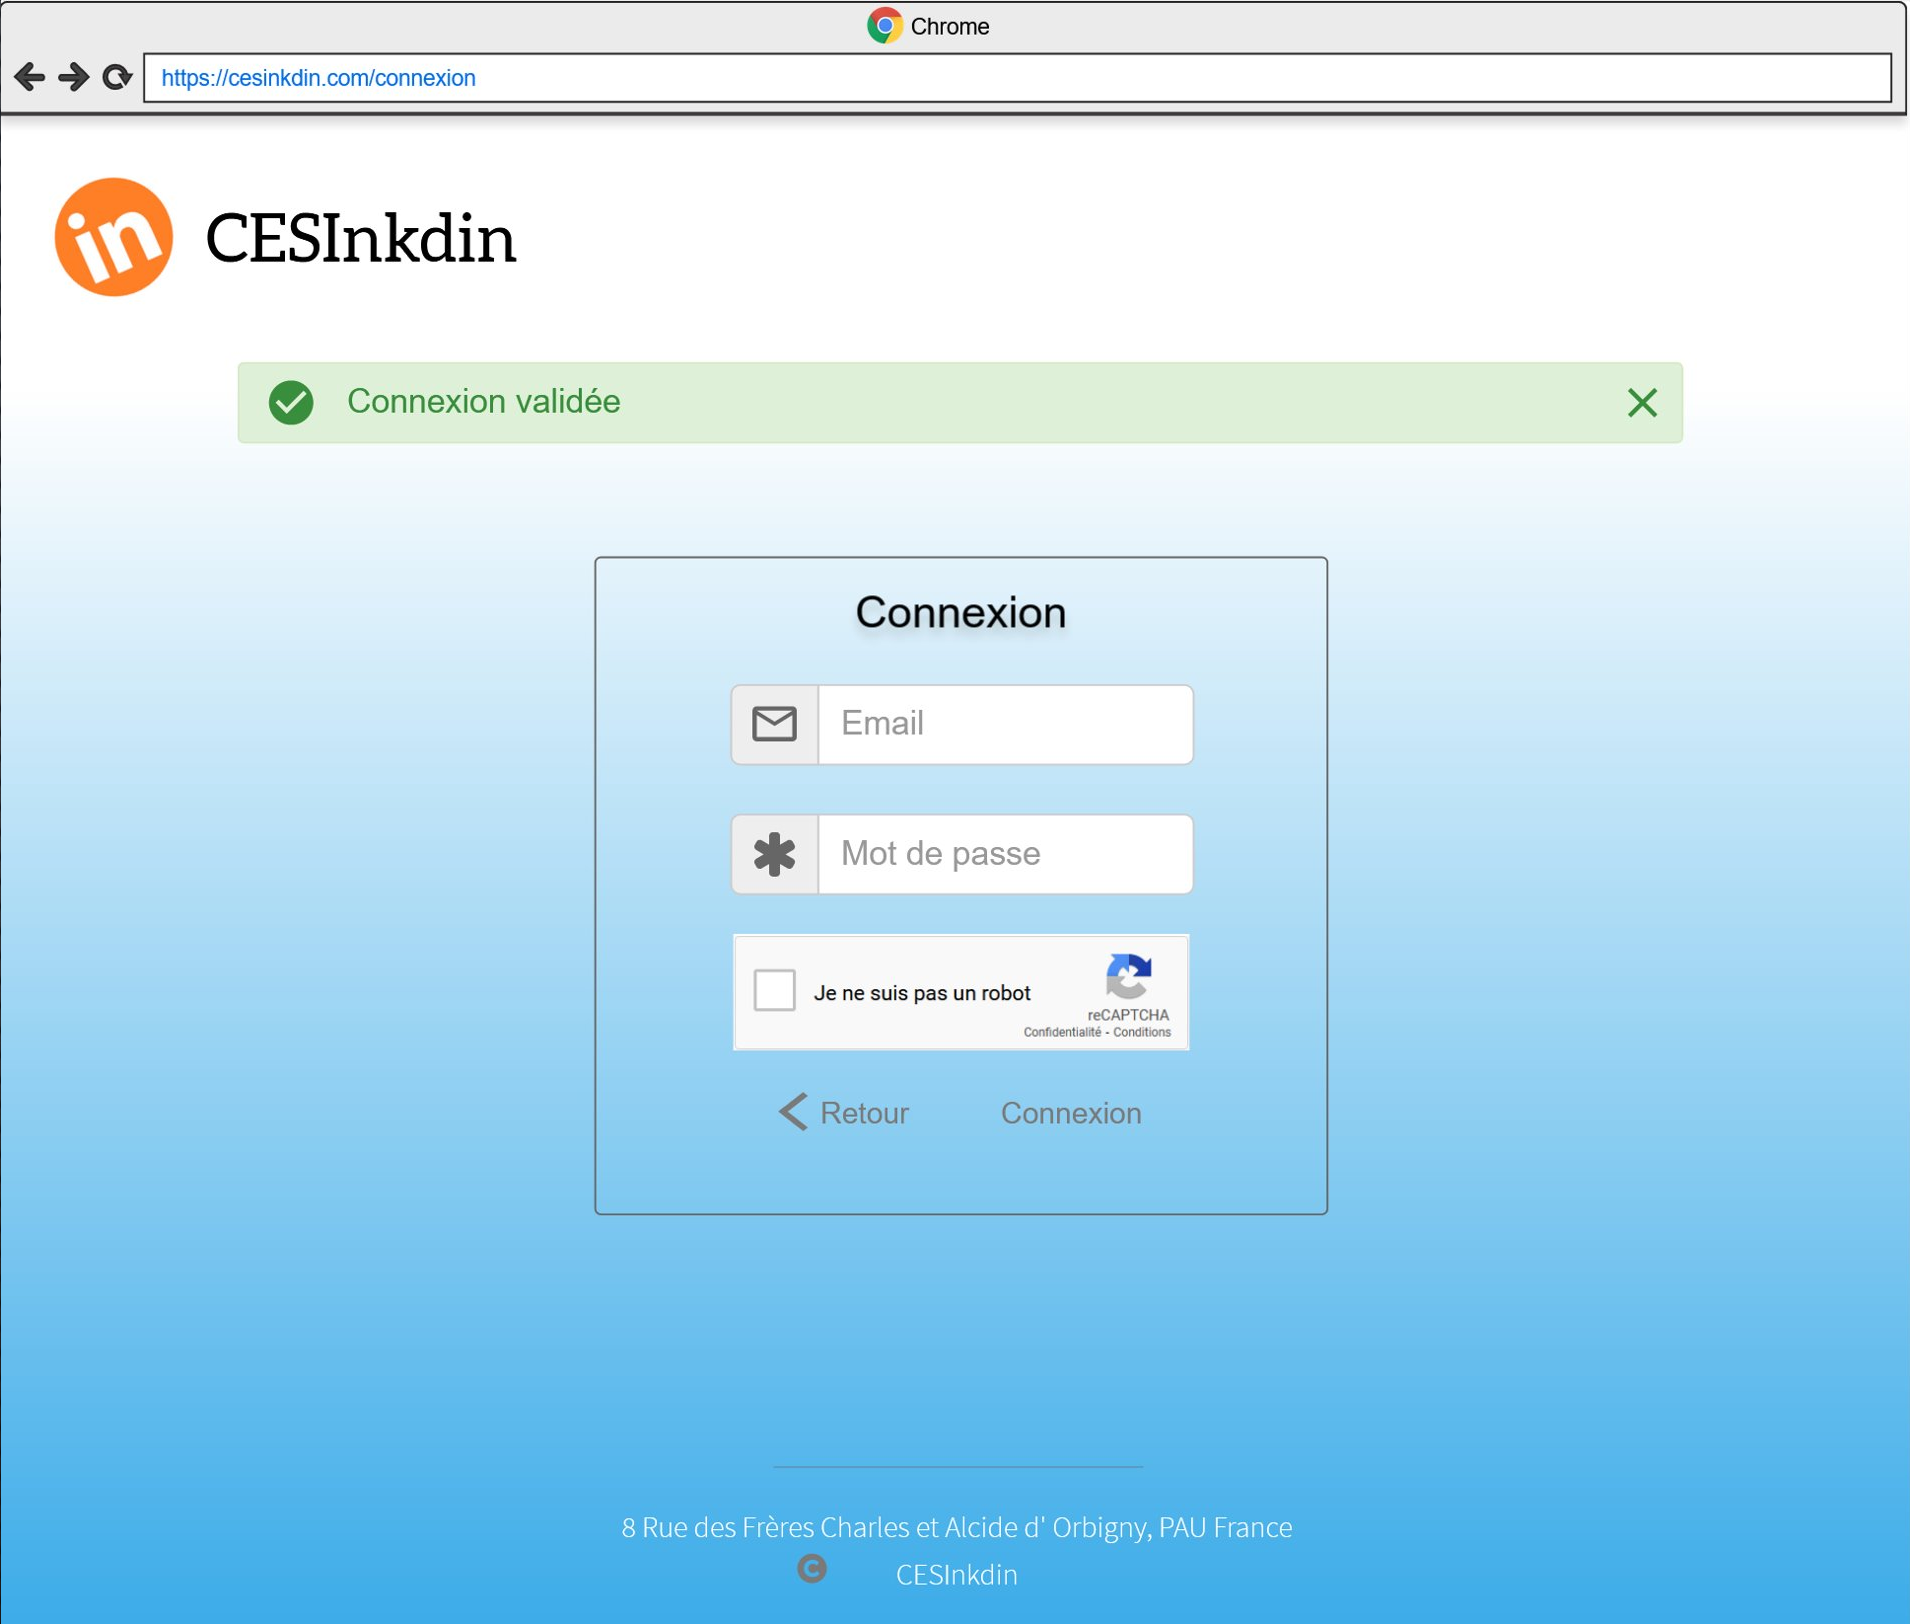 Chrome
https://cesinkdin.com/connexion
in
CESInkdin
Connexion validée
Connexion
Email
Mot de passe
Je ne suis pas un robot
reCAPTCHA
Confidentialité - Conditions
Retour
Connexion
8 Rue des Frères Charles et Alcide d' Orbigny, PAU France
© CESInkdin